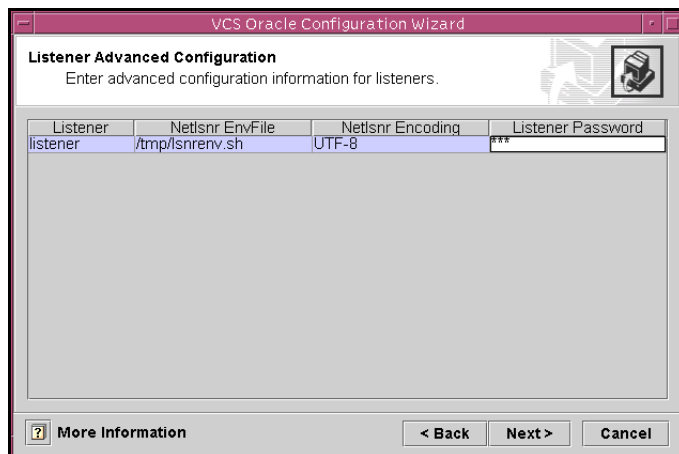 VCS Oracle Configuration Wizard
Listener Advanced Configuration
Enter advanced configuration information for listeners.
Listener Netlsnr EnvFile Netlsnr Encoding Listener Password
listener /tmp/lsnrenv.sh UTF-8 ***
? More Information < Back Next > Cancel